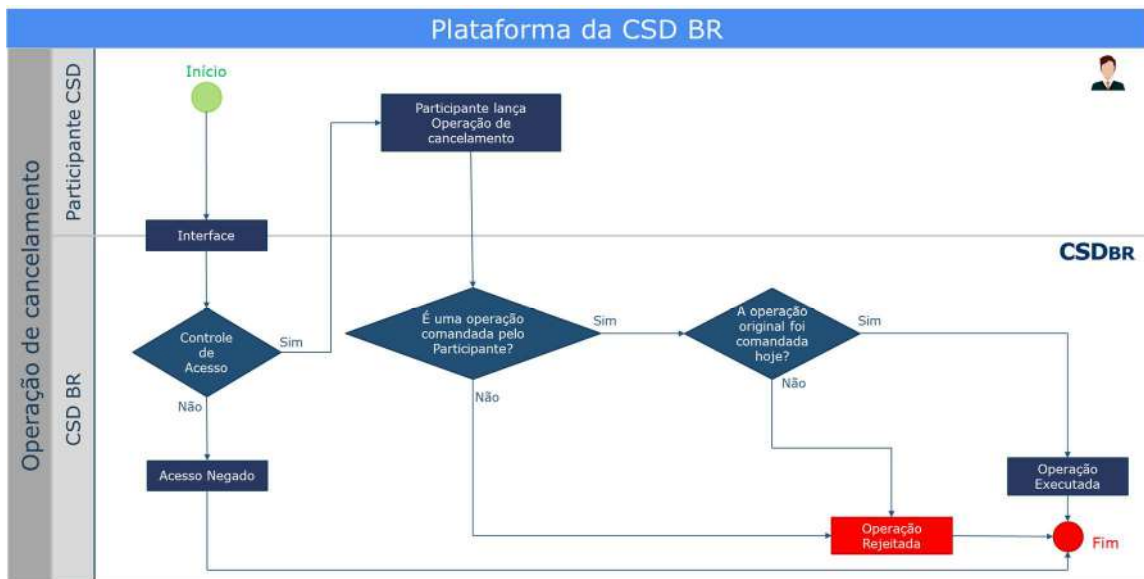 Plataforma da CSD BR
Operação de cancelamento
Participante CSD
Início
Participante lança
Operação de
cancelamento
Interface
CSD BR
CSDBR
Controle
de
Acesso
Sim
Não
É uma operação
comandada pelo
Participante?
Sim
Não
A operação
original foi
comandada
hoje?
Sim
Não
Acesso Negado
Operação
Executada
Operação
Rejeitada
Fim